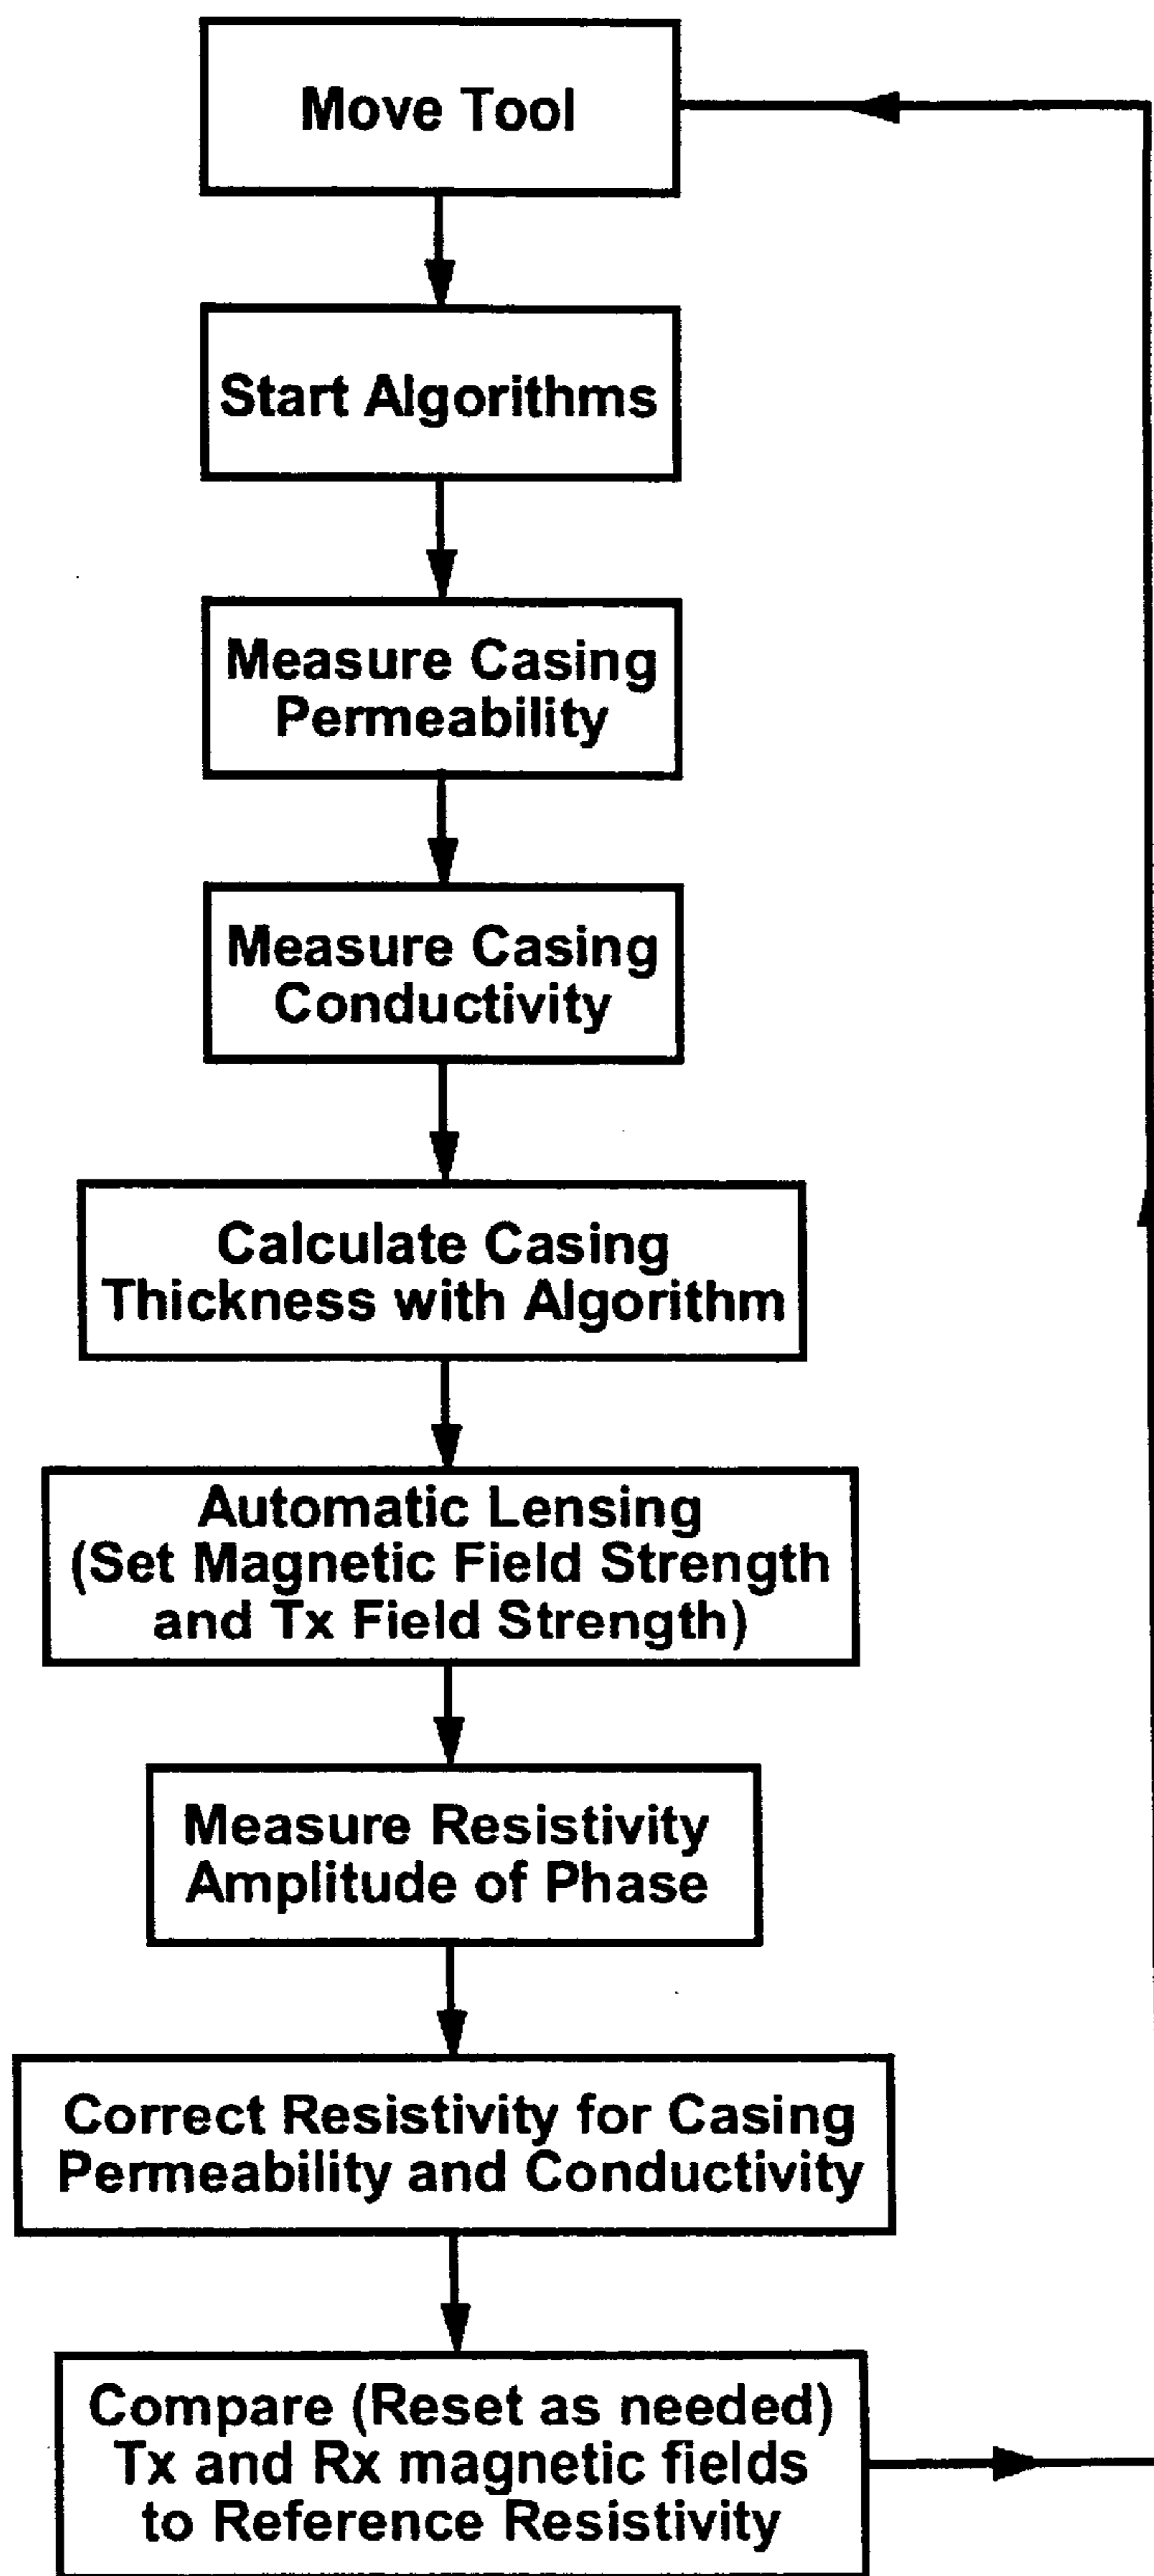 Move Tool
Start Algorithms
Measure Casing
Permeability
Measure Casing
Conductivity
Calculate Casing
Thickness with Algorithm
Automatic Lensing
(Set Magnetic Field Strength
and Tx Field Strength)
Measure Resistivity
Amplitude of Phase
Correct Resistivity for Casing
Permeability and Conductivity
Compare (Reset as needed)
Tx and Rx magnetic fields
to Reference Resistivity